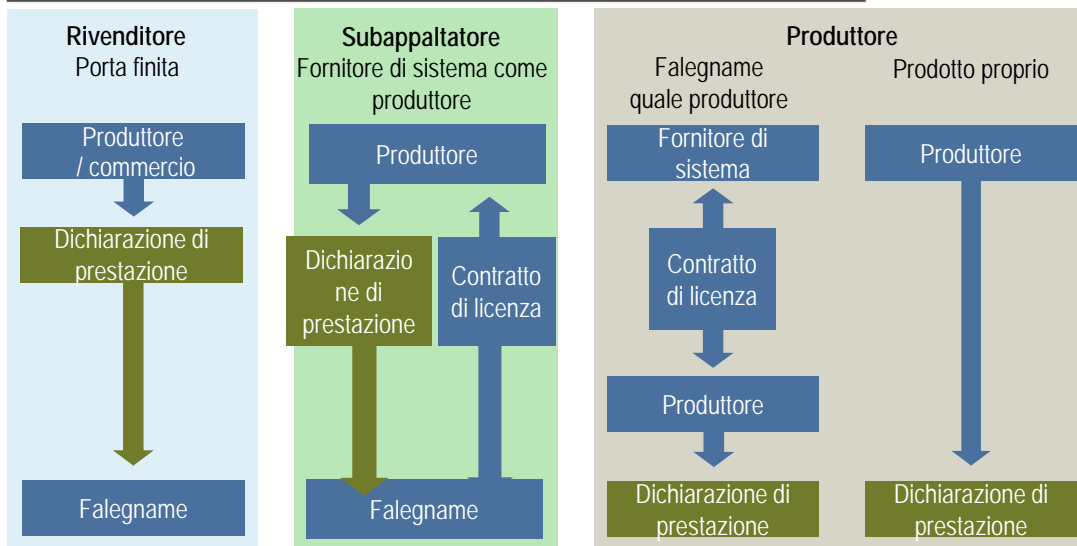 Rivenditore
Porta finita
Produttore
/ commercio
Dichiarazione di
prestazione
Falegname
Subappaltatore
Fornitore di sistema come
produttore
Produttore
Dichiarazio
ne di
prestazione
Contratto
di licenza
Falegname
Produttore
Falegname
quale produttore
Fornitore di
sistema
Contratto
di licenza
Produttore
Dichiarazione di
prestazione
Prodotto proprio
Produttore
Dichiarazione di
prestazione